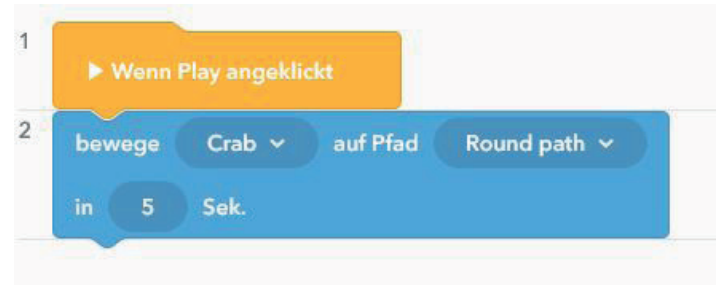 1
Wenn Play angeklickt
2
bewege Crab auf Pfad Round path
in 5 Sek.